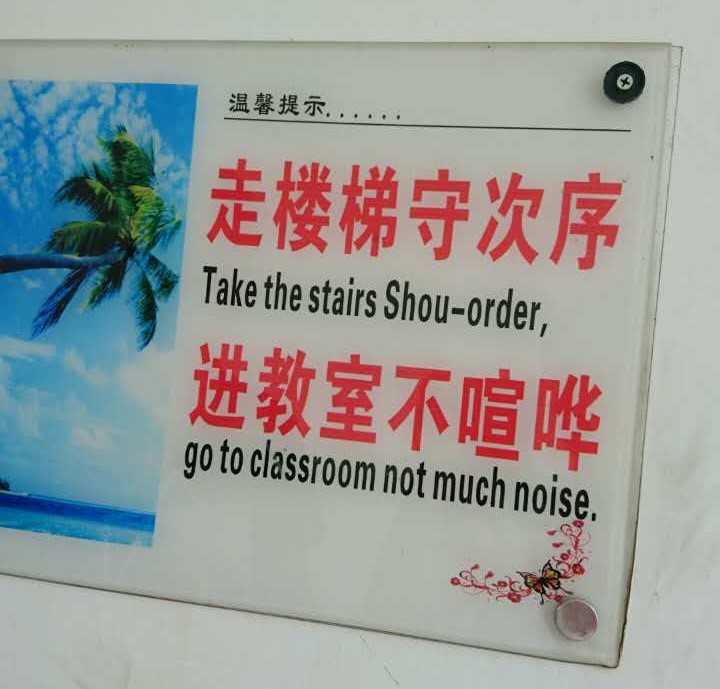 温馨提示......
走楼梯守次序
Take the stairs Shou-order,
进教室不喧哗
go to classroom not much noise.